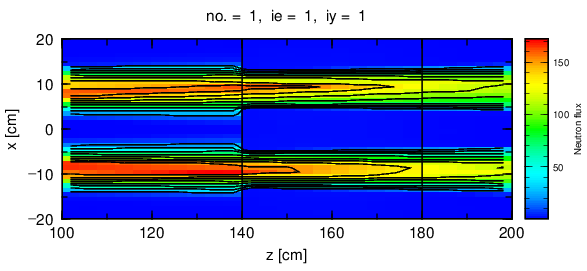 no. = 1, ie = 1, iy = 1
20
10
0
−10
−20
x [cm]
100 120 140 160 180 200
z [cm]
150
100
50
Neutron flux